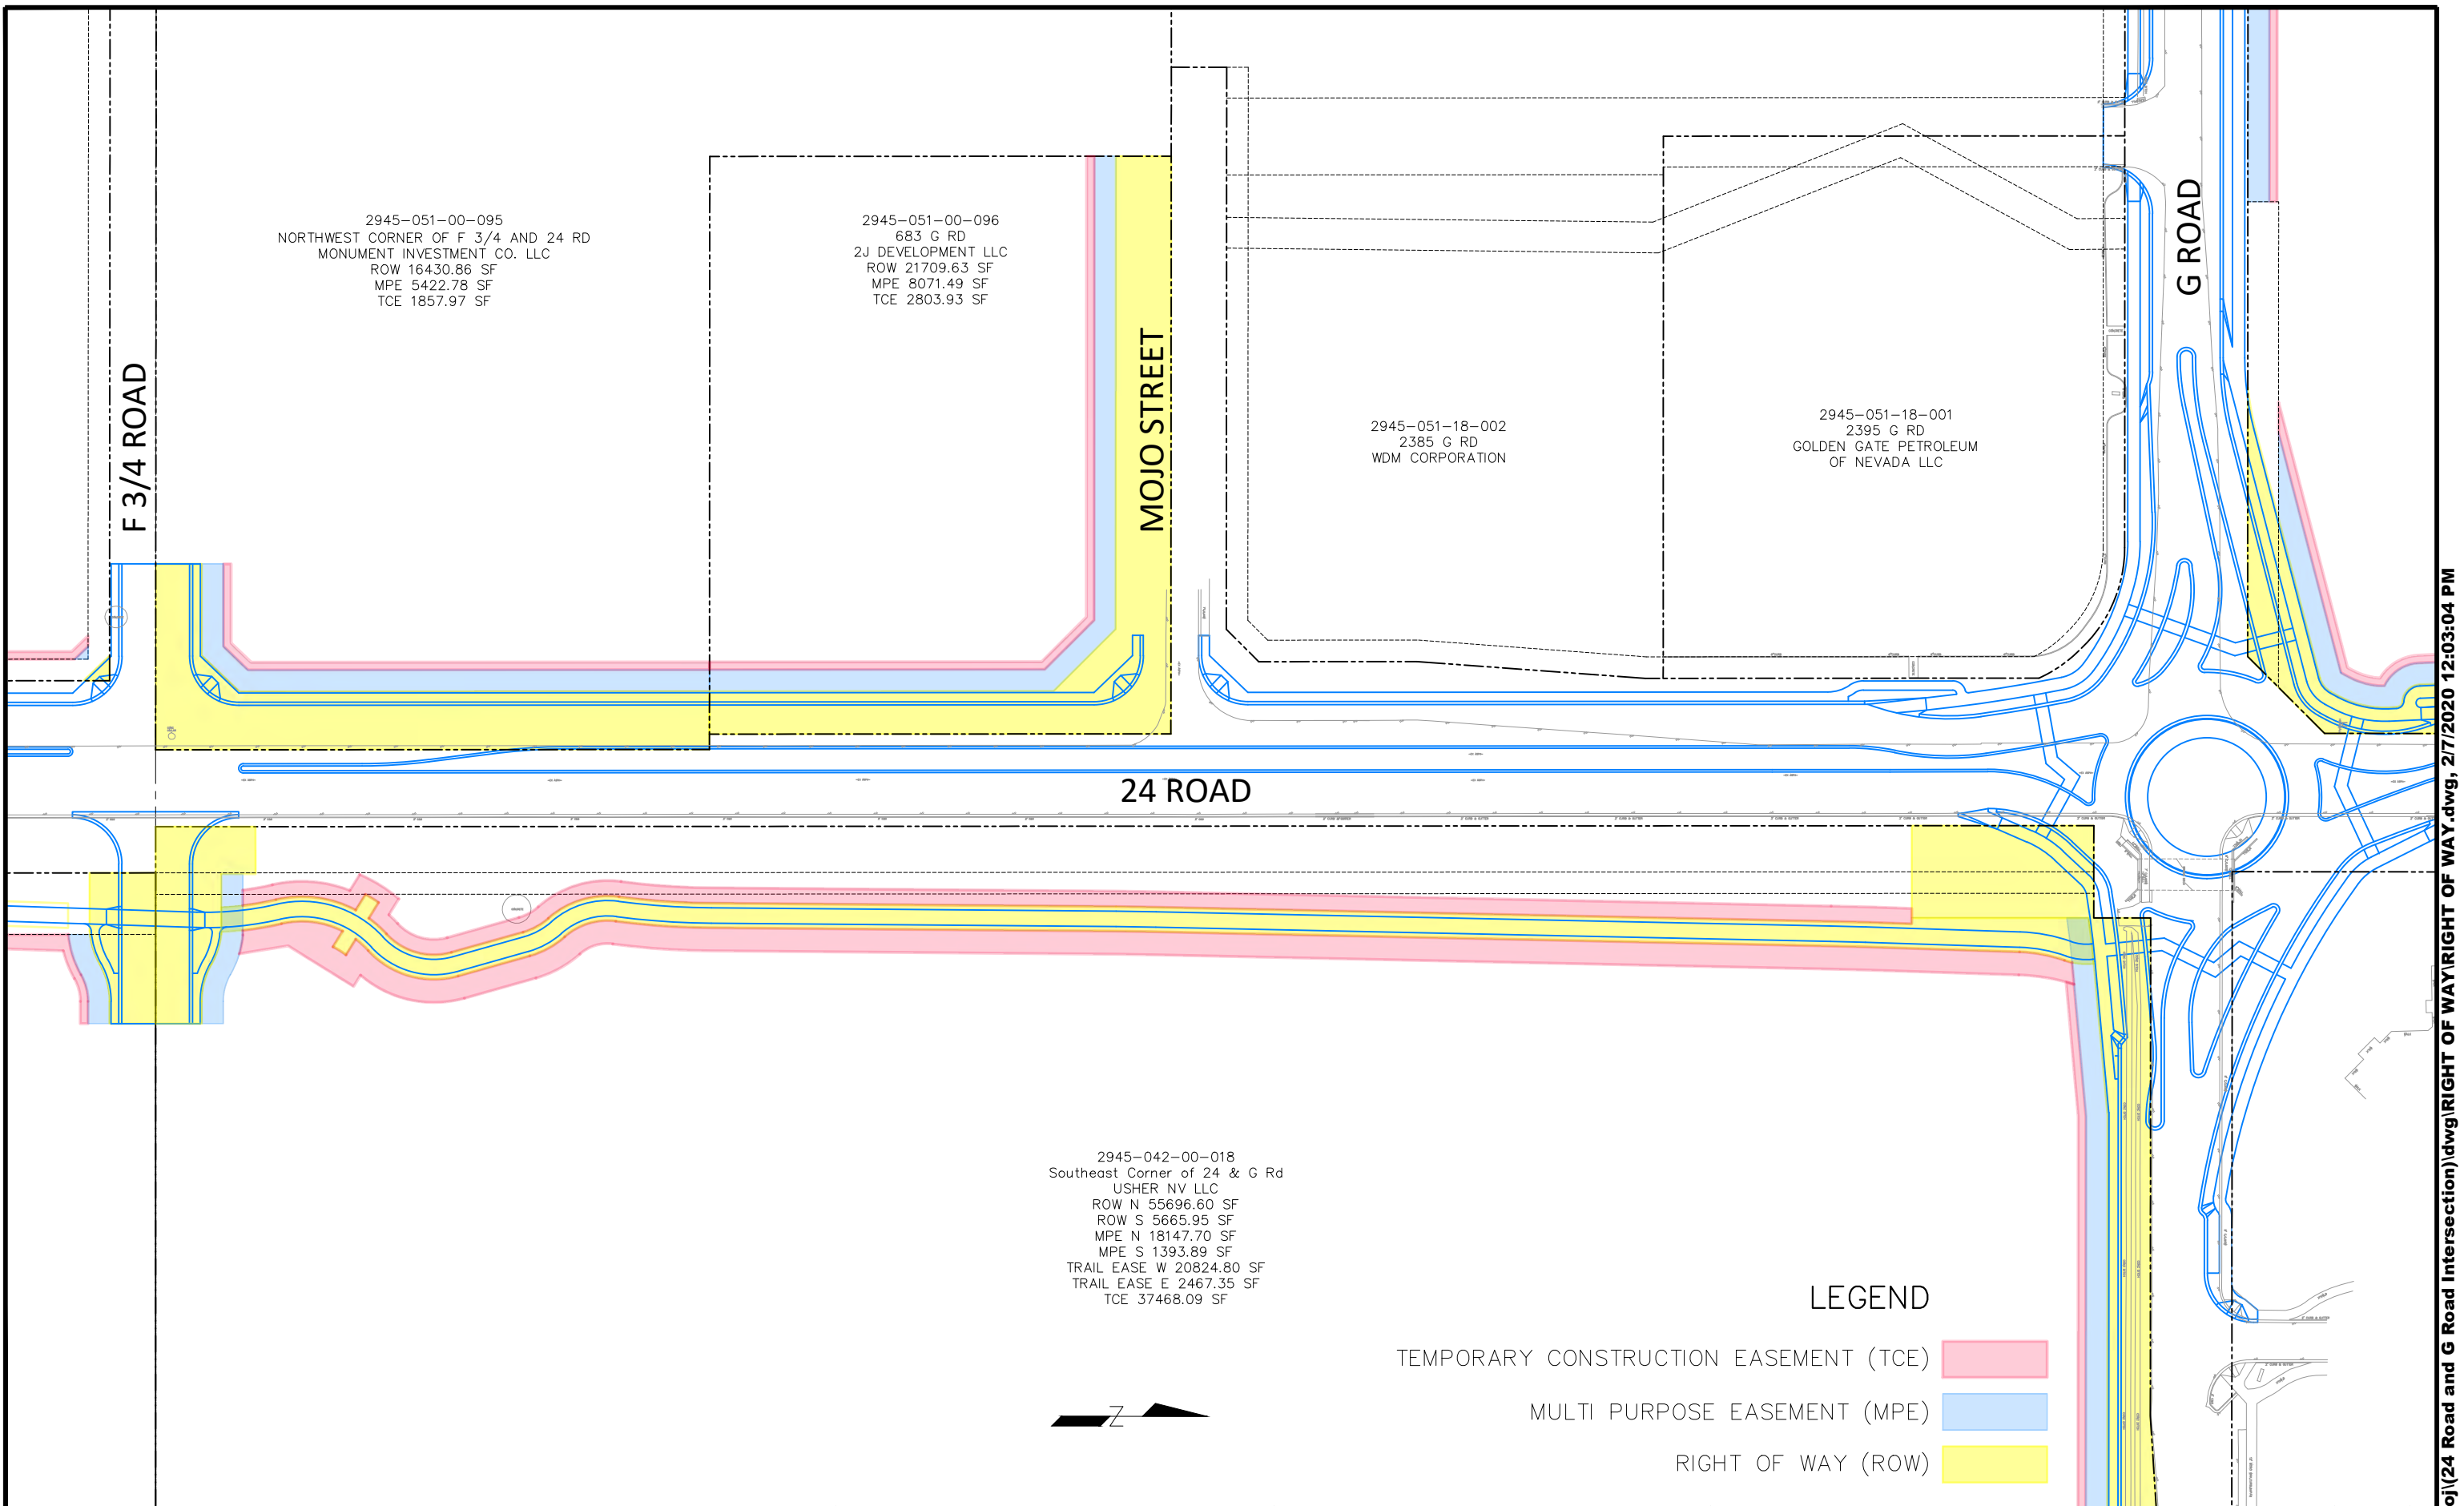 2945-051-00-095
NORTHWEST CORNER OF F 3/4 AND 24 RD
MONUMENT INVESTMENT CO. LLC
ROW 16430.86 SF
MPE 5422.78 SF
TCE 1857.97 SF
2945-051-00-096
683 G RD
2J DEVELOPMENT LLC
ROW 21709.63 SF
MPE 8071.49 SF
TCE 2803.93 SF
G ROAD
F 3/4 ROAD
MOJO STREET
2945-051-18-002
2385 G RD
WDM CORPORATION
2945-051-18-001
2395 G RD
GOLDEN GATE PETROLEUM
OF NEVADA LLC
24 ROAD
2945-042-00-018
Southeast Corner of 24 & G Rd
USHER NV LLC
ROW N 55696.60 SF
ROW S 5665.95 SF
MPE N 18147.70 SF
MPE S 1393.89 SF
TRAIL EASE W 20824.80 SF
TRAIL EASE E 2467.35 SF
TCE 37468.09 SF
LEGEND
TEMPORARY CONSTRUCTION EASEMENT (TCE)
MULTI PURPOSE EASEMENT (MPE)
RIGHT OF WAY (ROW)
Z
oj\(24 Road and G Road Intersection)\dwg\RIGHT OF WAY\RIGHT OF WAY.dwg, 2/7/2020 12:03:04 PM